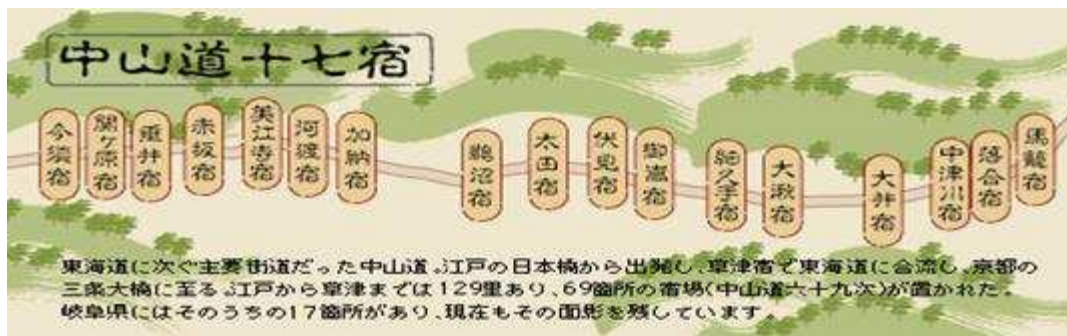 中山道十七宿
今須宿
関ケ原宿
垂井宿
赤坂宿
美江寺宿
河渡宿
加納宿
鵜沼宿
太田宿
伏見宿
御嵩宿
細久手宿
大湫宿
大井宿
中津川宿
落合宿
馬籠宿
東海道に次ぐ主要街道だった中山道。江戸の日本橋から出発し、草津宿で東海道に合流し、京都の
三条大橋に至る。江戸から草津までは129里あり、69箇所の宿場(中山道六十九次)が置かれた。
岐阜県にはそのうちの17箇所があり、現在もその面影を残しています。